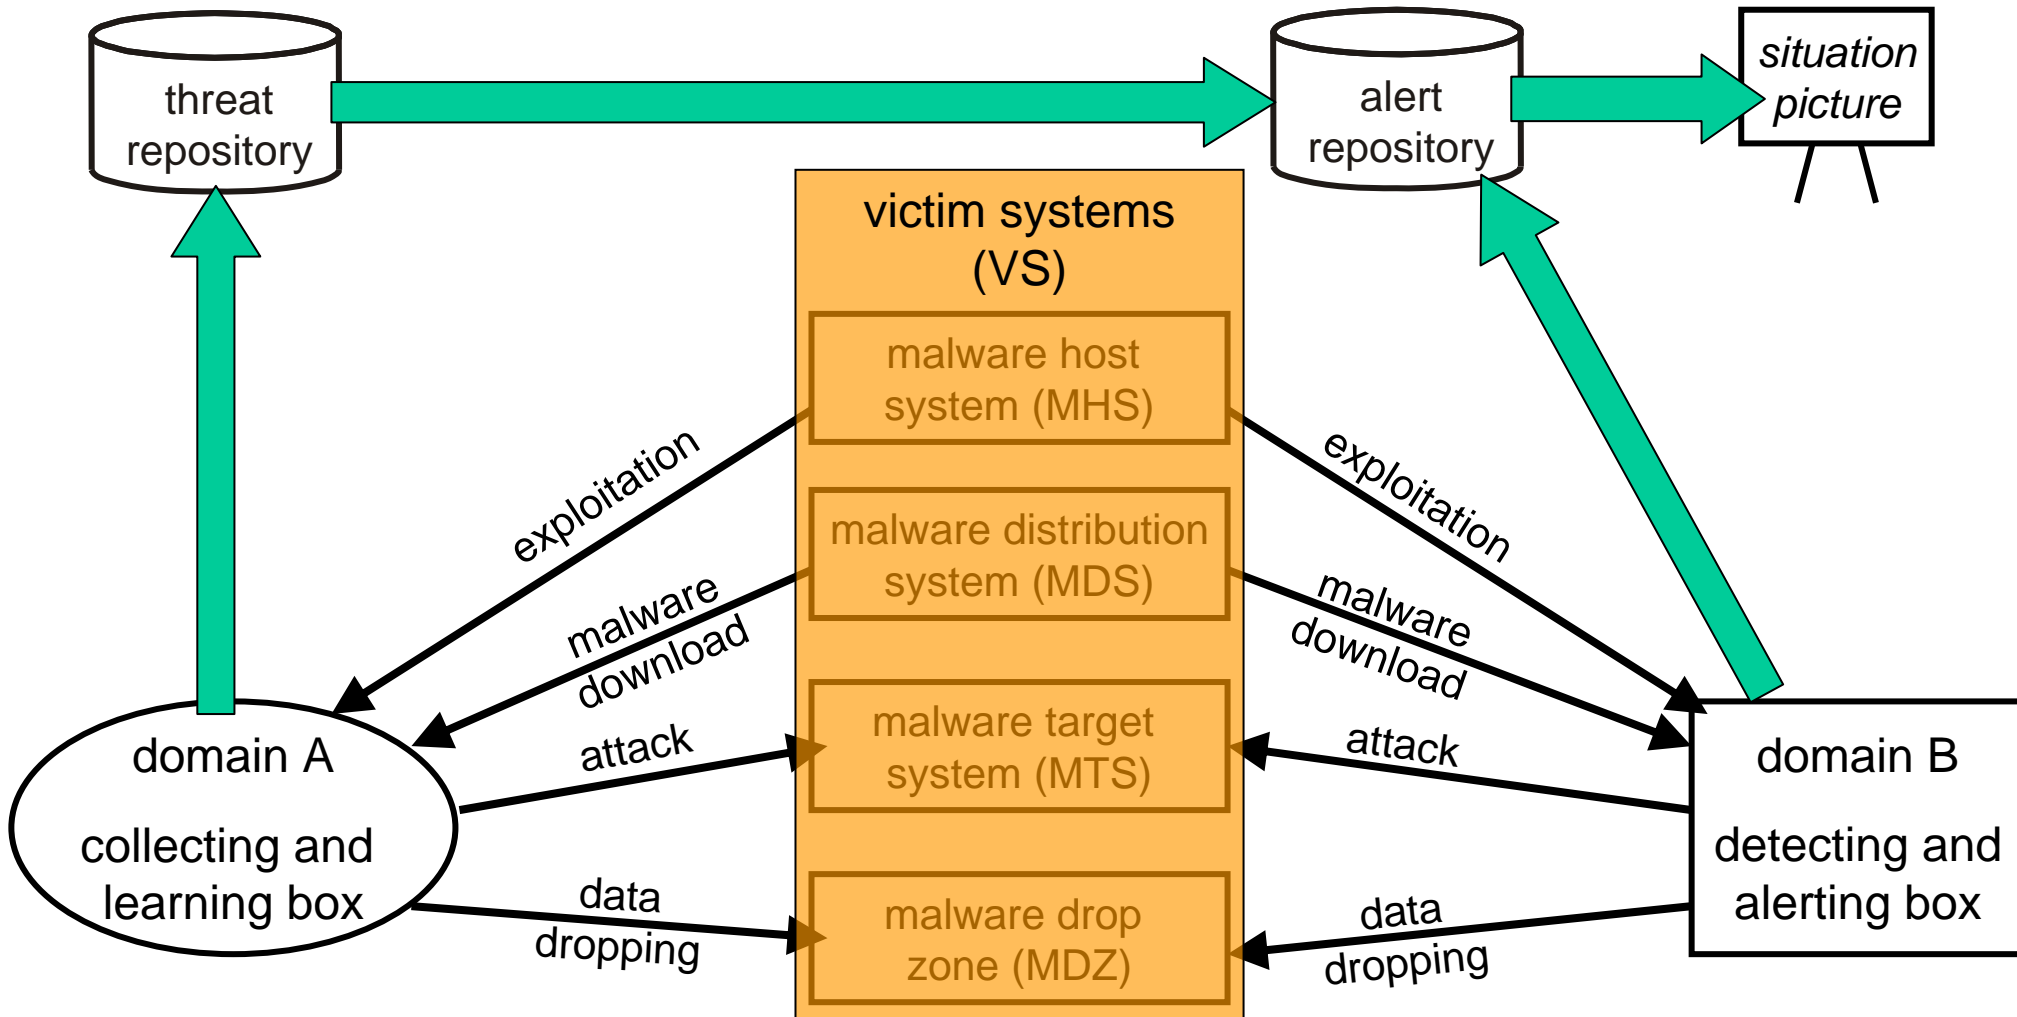 threat
repository
alert
repository
situation
picture
victim systems
(VS)
malware host
system (MHS)
malware distribution
system (MDS)
malware target
system (MTS)
malware drop
zone (MDZ)
exploitation
malware
download
attack
data
dropping
exploitation
malware
download
attack
data
dropping
domain A
collecting and
learning box
domain B
detecting and
alerting box